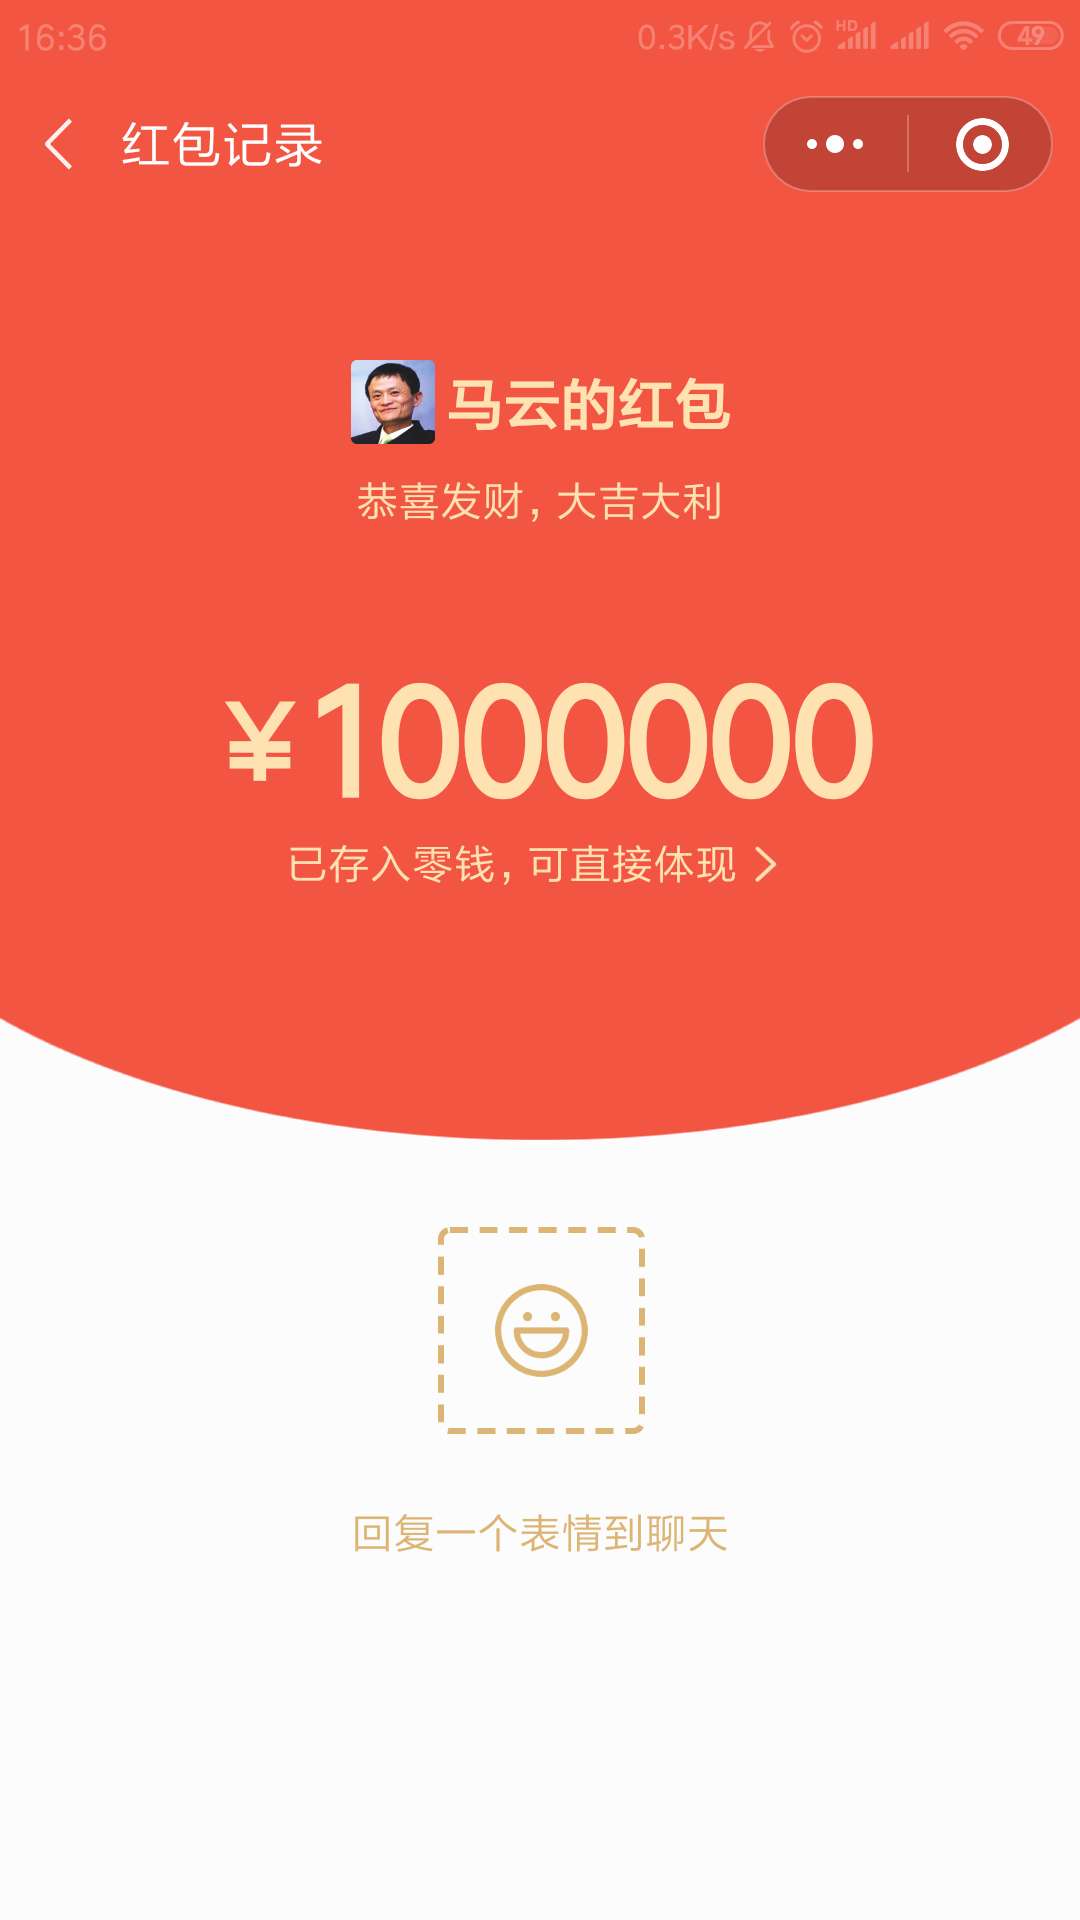 16:36
0.3K/s
HD
49
红包记录
马云的红包
恭喜发财,大吉大利
¥1000000
已存入零钱,可直接体现
回复一个表情到聊天